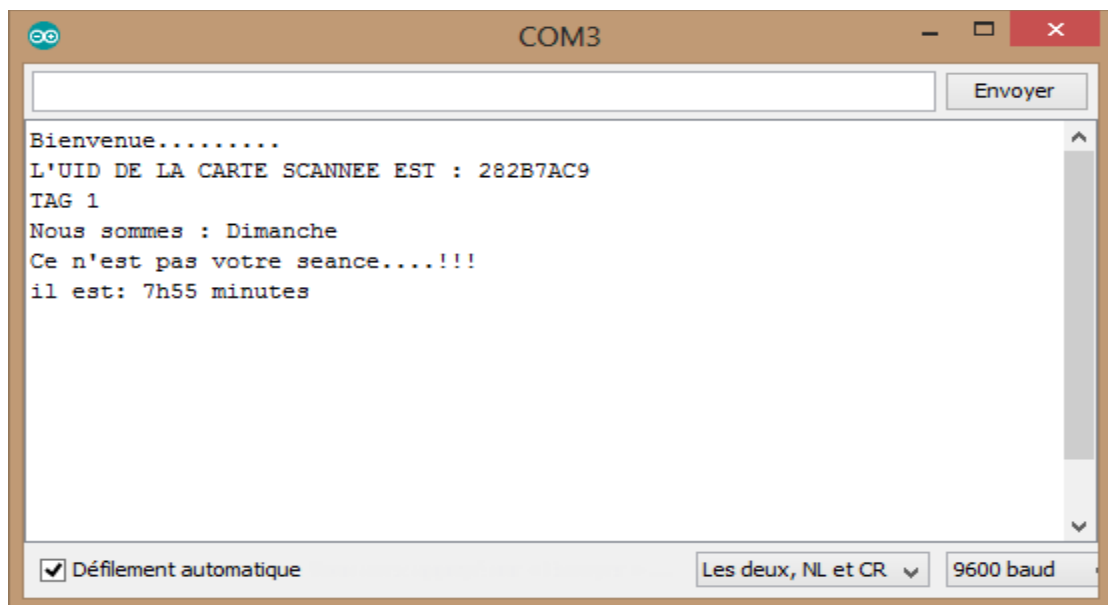 COM3
Envoyer
Bienvenue.........
L'UID DE LA CARTE SCANNEE EST : 282B7AC9
TAG 1
Nous sommes : Dimanche
Ce n'est pas votre seance....!!!
il est: 7h55 minutes
Défilement automatique
Les deux, NL et CR
9600 baud